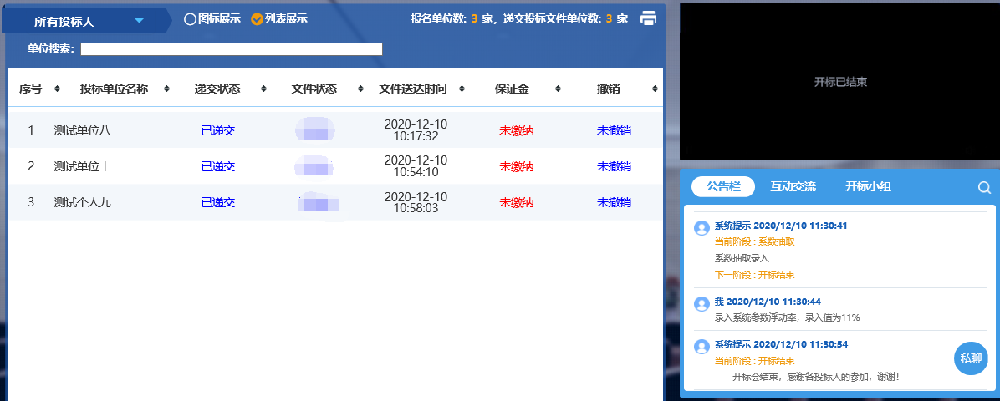 所有投标人
图标展示 列表展示
报名单位数: 3 家, 递交投标文件单位数: 3 家
单位搜索:
序号 投标单位名称 递交状态 文件状态 文件送达时间 保证金 撤销
1 测试单位八 已递交 2020-12-10 10:17:32 未缴纳 未撤销
2 测试单位十 已递交 2020-12-10 10:54:10 未缴纳 未撤销
3 测试个人九 已递交 2020-12-10 10:58:03 未缴纳 未撤销
开标已结束
公告栏 互动交流 开标小组
系统提示 2020/12/10 11:30:41
当前阶段 : 系数抽取
系数抽取录入
下一阶段 : 开标结束
我 2020/12/10 11:30:44
录入系统参数浮动率，录入值为11%
系统提示 2020/12/10 11:30:54
当前阶段 : 开标结束
开标会结束，感谢各投标人的参加，谢谢！
私聊